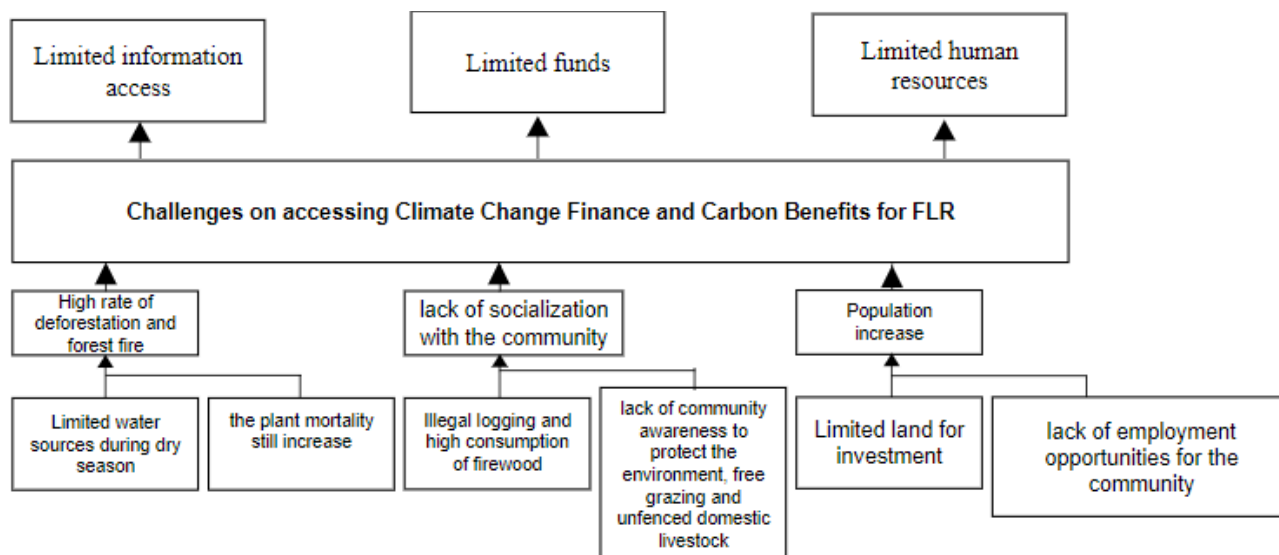 Limited information
access
Limited funds
Limited human
resources
Challenges on accessing Climate Change Finance and Carbon Benefits for FLR
High rate of
deforestation and
forest fire
lack of socialization
with the community
Population
increase
Limited water
sources during dry
season
the plant mortality
still increase
Illegal logging and
high consumption
of firewood
lack of community
awareness to
protect the
environment, free
grazing and
unfenced domestic
livestock
Limited land for
investment
lack of employment
opportunities for the
community